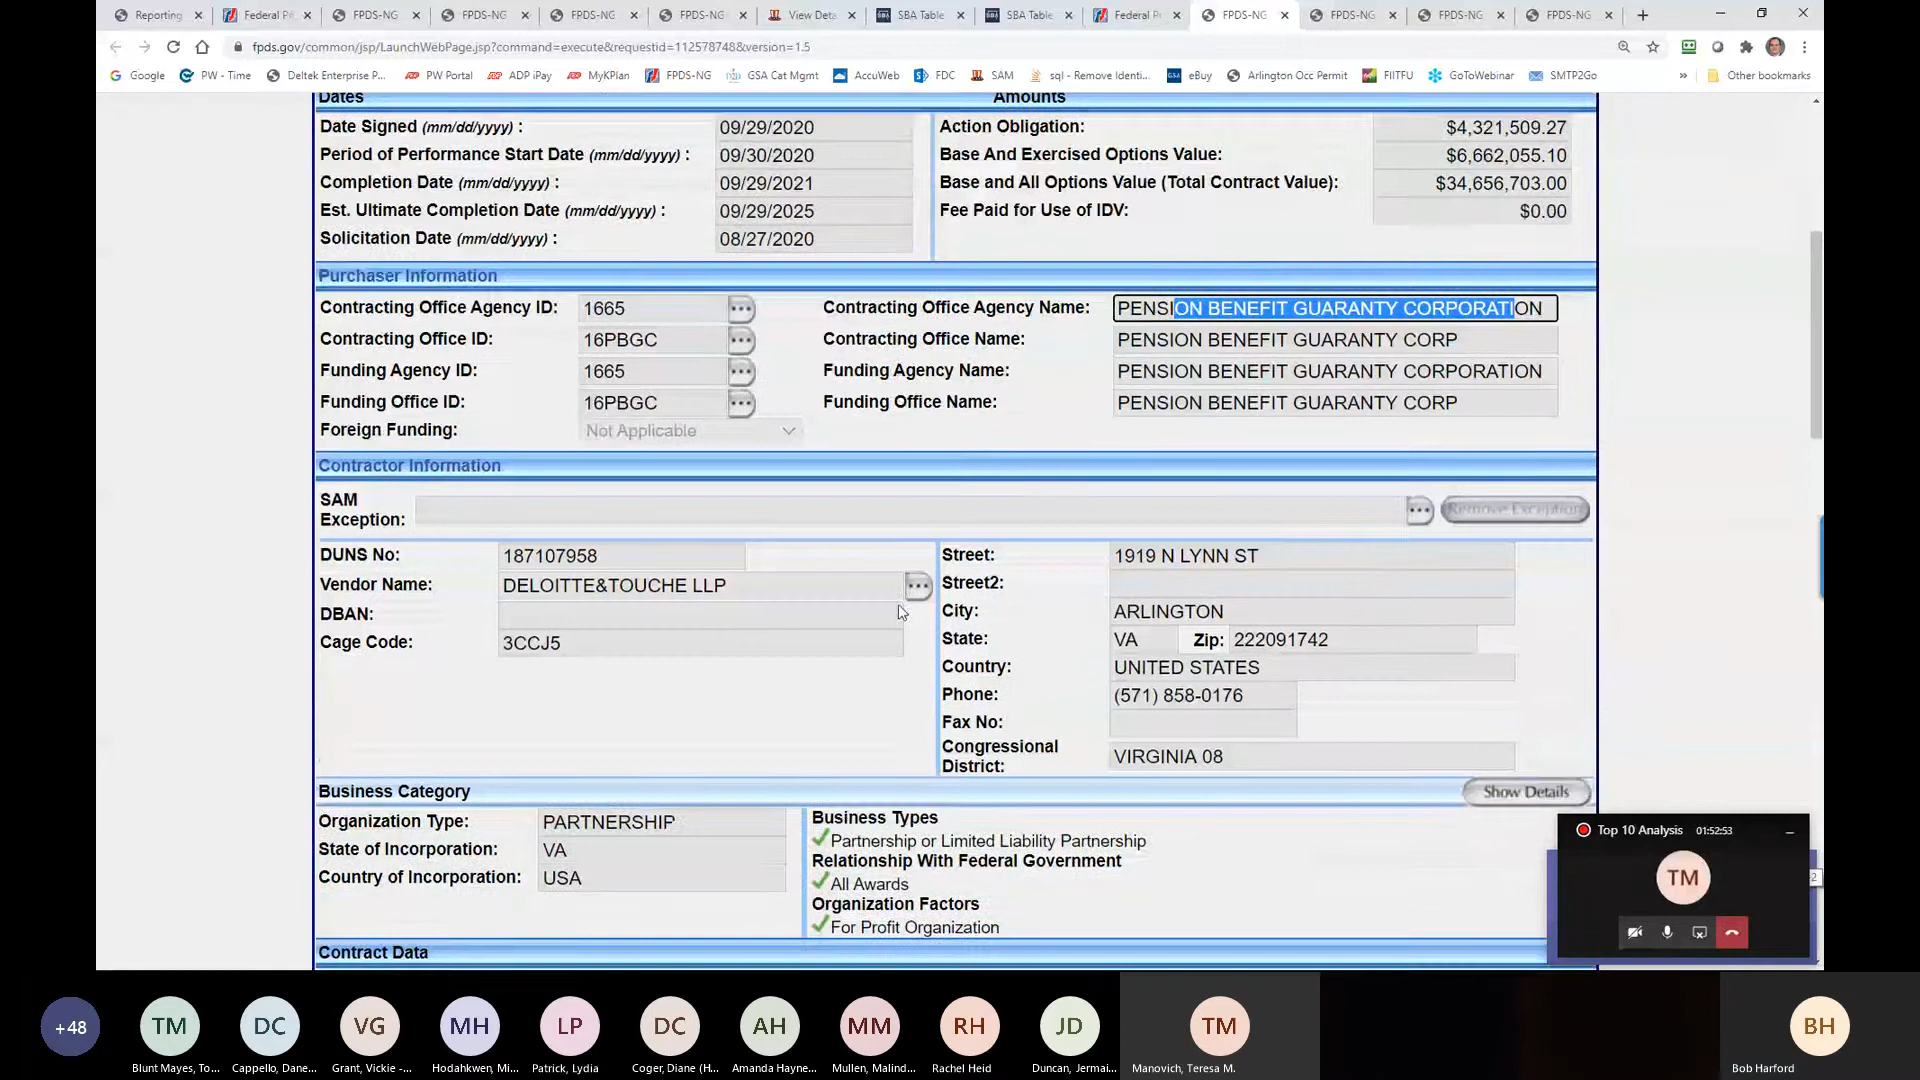 Reporting
Federal P
FPDS-NG
FPDS-NG
FPDS-NG
FPDS-NG
View Deta
SBA Table
SBA Table
Federal P
FPDS-NG
FPDS-NG
FPDS-NG
FPDS-NG
fpds.gov/common/jsp/LaunchWebPage.jsp?command=execute&requestid=112578748&version=1.5
Google
PW - Time
Deltek Enterprise P...
PW Portal
ADP iPay
MyKPlan
FPDS-NG
GSA Cat Mgmt
AccuWeb
FDC
SAM
sql - Remove Identi...
eBuy
Arlington Occ Permit
FIITFU
GoToWebinar
SMTP2Go
»
Other bookmarks
Dates
Amounts
Date Signed (mm/dd/yyyy) : 09/29/2020
Action Obligation: $4,321,509.27
Period of Performance Start Date (mm/dd/yyyy) : 09/30/2020
Base And Exercised Options Value: $6,662,055.10
Completion Date (mm/dd/yyyy) : 09/29/2021
Base and All Options Value (Total Contract Value): $34,656,703.00
Est. Ultimate Completion Date (mm/dd/yyyy) : 09/29/2025
Fee Paid for Use of IDV: $0.00
Solicitation Date (mm/dd/yyyy) : 08/27/2020
Purchaser Information
Contracting Office Agency ID: 1665
Contracting Office Agency Name: PENSION BENEFIT GUARANTY CORPORATION
Contracting Office ID: 16PBGC
Contracting Office Name: PENSION BENEFIT GUARANTY CORP
Funding Agency ID: 1665
Funding Agency Name: PENSION BENEFIT GUARANTY CORPORATION
Funding Office ID: 16PBGC
Funding Office Name: PENSION BENEFIT GUARANTY CORP
Foreign Funding: Not Applicable
Contractor Information
SAM
Exception:
Remove Exception
DUNS No: 187107958
Street: 1919 N LYNN ST
Vendor Name: DELOITTE&TOUCHE LLP
Street2:
DBAN:
City: ARLINGTON
Cage Code: 3CCJ5
State: VA Zip: 222091742
Country: UNITED STATES
Phone: (571) 858-0176
Fax No:
Congressional
District: VIRGINIA 08
Business Category
Show Details
Organization Type: PARTNERSHIP
State of Incorporation: VA
Country of Incorporation: USA
Business Types
Partnership or Limited Liability Partnership
Relationship With Federal Government
All Awards
Organization Factors
For Profit Organization
Contract Data
Top 10 Analysis 01:52:53
TM
+48
TM
DC
VG
MH
LP
DC
AH
MM
RH
JD
TM
BH
Blunt Mayes, To...
Cappello, Dane...
Grant, Vickie -...
Hodahkwen, Mi...
Patrick, Lydia
Coger, Diane (H...
Amanda Hayne...
Mullen, Malind...
Rachel Heid
Duncan, Jermai...
Manovich, Teresa M.
Bob Harford